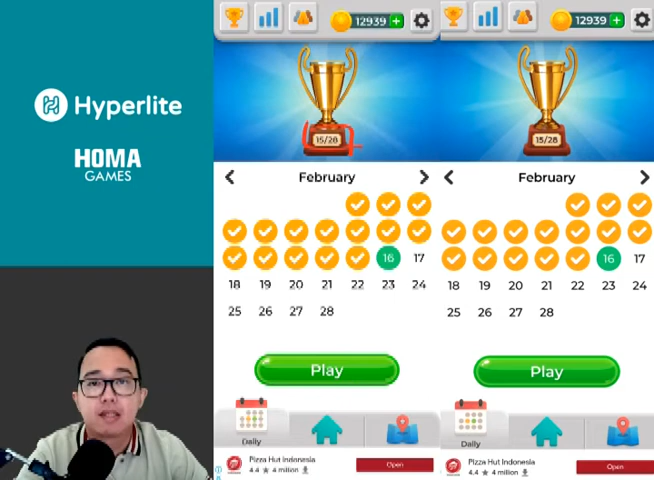 Hyperlite
HOMA
GAMES
12939 +
15/28
February
16 17
18 19 20 21 22 23 24
25 26 27 28
Play
Daily
Pizza Hut Indonesia
4.4 ★ 4 million
Open
12939 +
15/28
February
16 17
18 19 20 21 22 23 24
25 26 27 28
Play
Daily
Pizza Hut Indonesia
4.4 ★ 4 million
Open